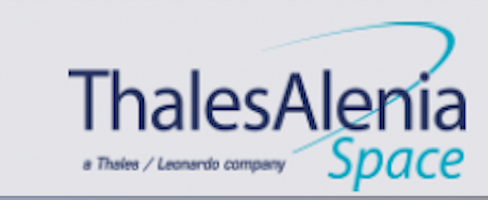 ThalesAlenia
Space
a Thales / Leonardo company